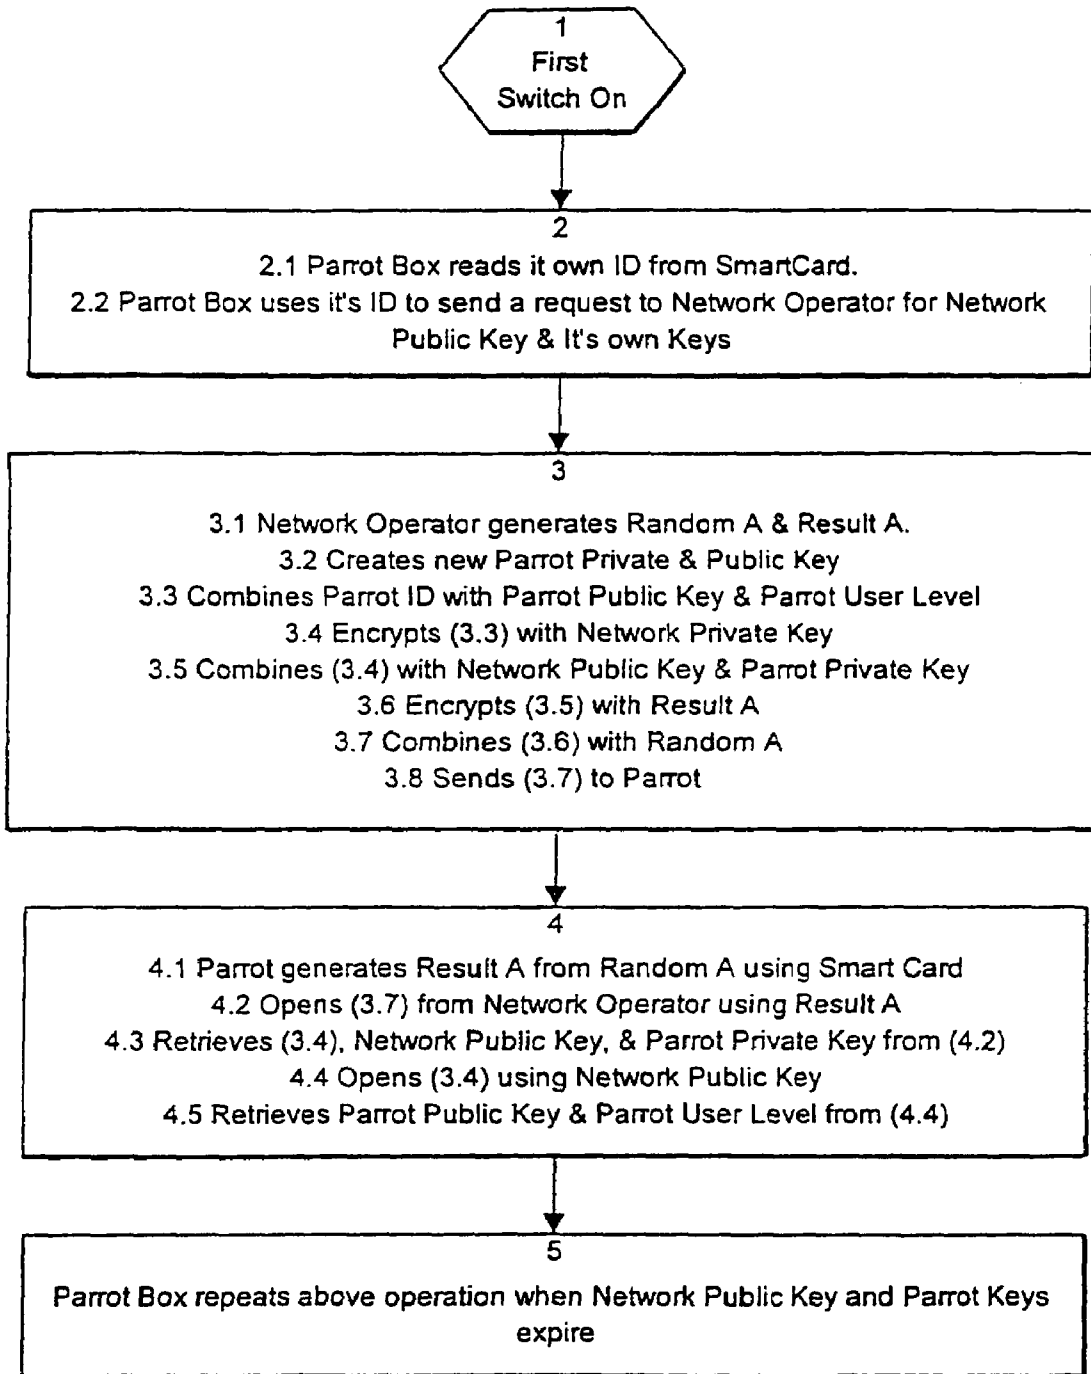 1
First
Switch On
2
2.1 Parrot Box reads it own ID from SmartCard.
2.2 Parrot Box uses it's ID to send a request to Network Operator for Network
Public Key & It's own Keys
3
3.1 Network Operator generates Random A & Result A.
3.2 Creates new Parrot Private & Public Key
3.3 Combines Parrot ID with Parrot Public Key & Parrot User Level
3.4 Encrypts (3.3) with Network Private Key
3.5 Combines (3.4) with Network Public Key & Parrot Private Key
3.6 Encrypts (3.5) with Result A
3.7 Combines (3.6) with Random A
3.8 Sends (3.7) to Parrot
4
4.1 Parrot generates Result A from Random A using Smart Card
4.2 Opens (3.7) from Network Operator using Result A
4.3 Retrieves (3.4), Network Public Key, & Parrot Private Key from (4.2)
4.4 Opens (3.4) using Network Public Key
4.5 Retrieves Parrot Public Key & Parrot User Level from (4.4)
5
Parrot Box repeats above operation when Network Public Key and Parrot Keys
expire